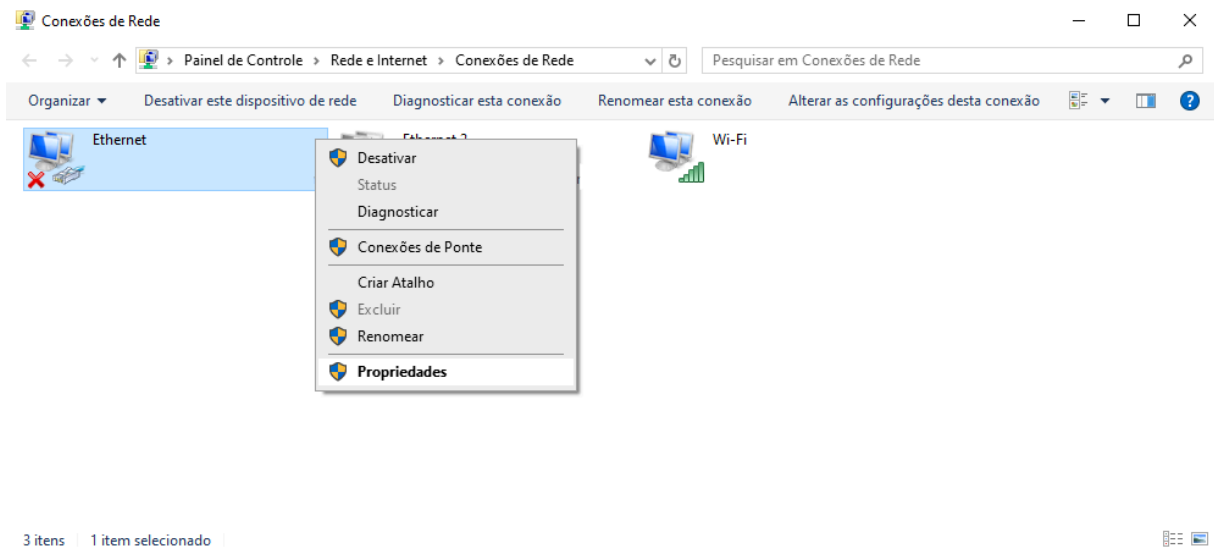 Conexões de Rede
Painel de Controle > Rede e Internet > Conexões de Rede
Pesquisar em Conexões de Rede
Organizar
Desativar este dispositivo de rede
Diagnosticar esta conexão
Renomear esta conexão
Alterar as configurações desta conexão
Ethernet
Ethernet 2
Wi-Fi
Desativar
Status
Diagnosticar
Conexões de Ponte
Criar Atalho
Excluir
Renomear
Propriedades
3 itens
1 item selecionado